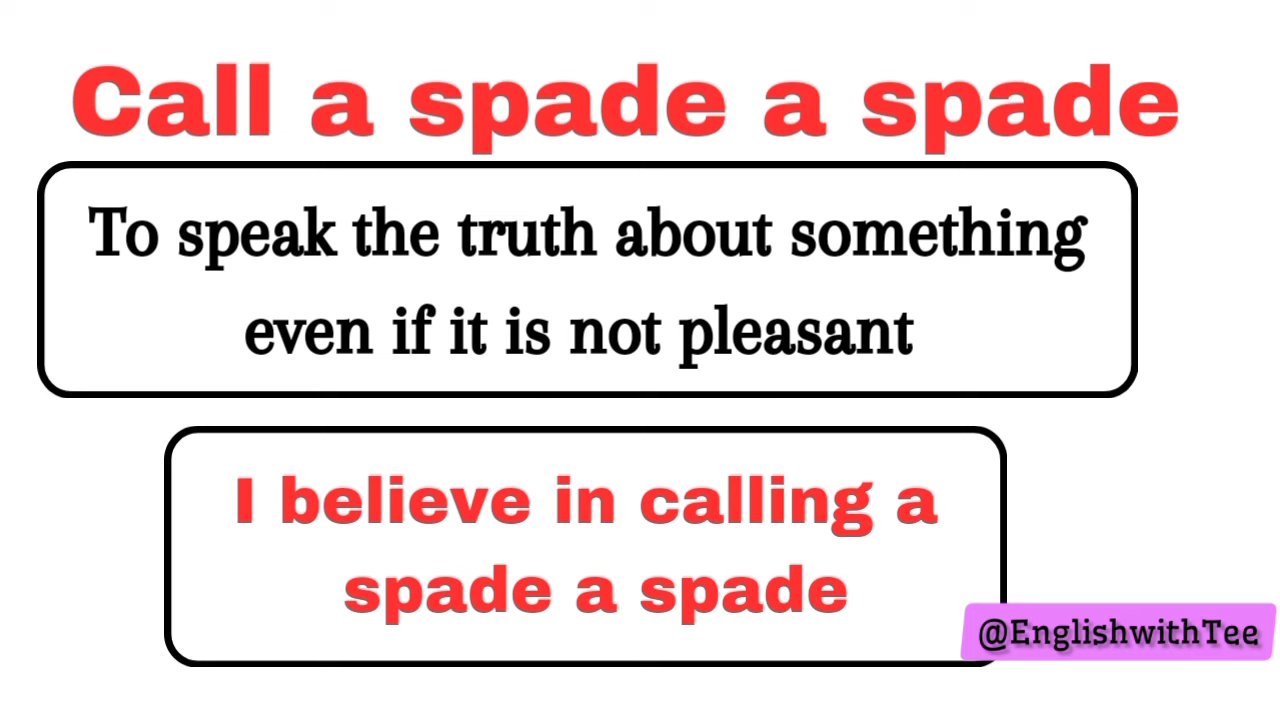 Call a spade a spade
To speak the truth about something
even if it is not pleasant
I believe in calling a
spade a spade
@EnglishwithTee